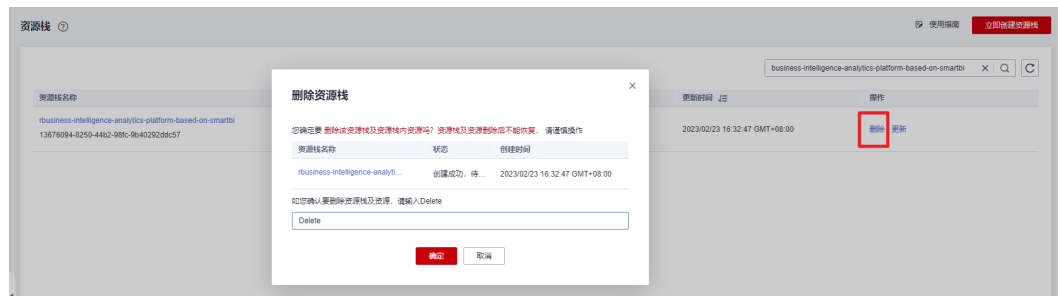 资源栈
使用指南
立即创建资源栈
business-intelligence-analytics-platform-based-on-smartbi
资源栈名称
更新时间
操作
rbusiness-intelligence-analytics-platform-based-on-smartbi
13676094-8250-44b2-98fc-9b40292ddc57
2023/02/23 16:32:47 GMT+08:00
删除 更新
删除资源栈
您确定要 删除该资源栈及资源栈内资源吗? 资源栈及资源删除后不能恢复, 请谨慎操作
资源栈名称 状态 创建时间
rbusiness-intelligence-analyti... 创建成功, 待... 2023/02/23 16:32:47 GMT+08:00
如您确认要删除资源栈及资源, 请输入Delete
Delete
确定 取消